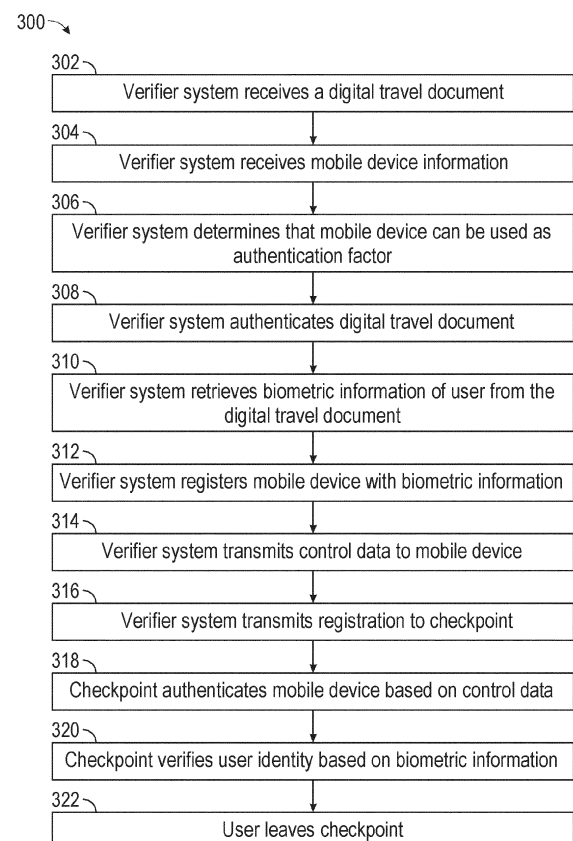 300
302
Verifier system receives a digital travel document
304
Verifier system receives mobile device information
306
Verifier system determines that mobile device can be used as
authentication factor
308
Verifier system authenticates digital travel document
310
Verifier system retrieves biometric information of user from the
digital travel document
312
Verifier system registers mobile device with biometric information
314
Verifier system transmits control data to mobile device
316
Verifier system transmits registration to checkpoint
318
Checkpoint authenticates mobile device based on control data
320
Checkpoint verifies user identity based on biometric information
322
User leaves checkpoint